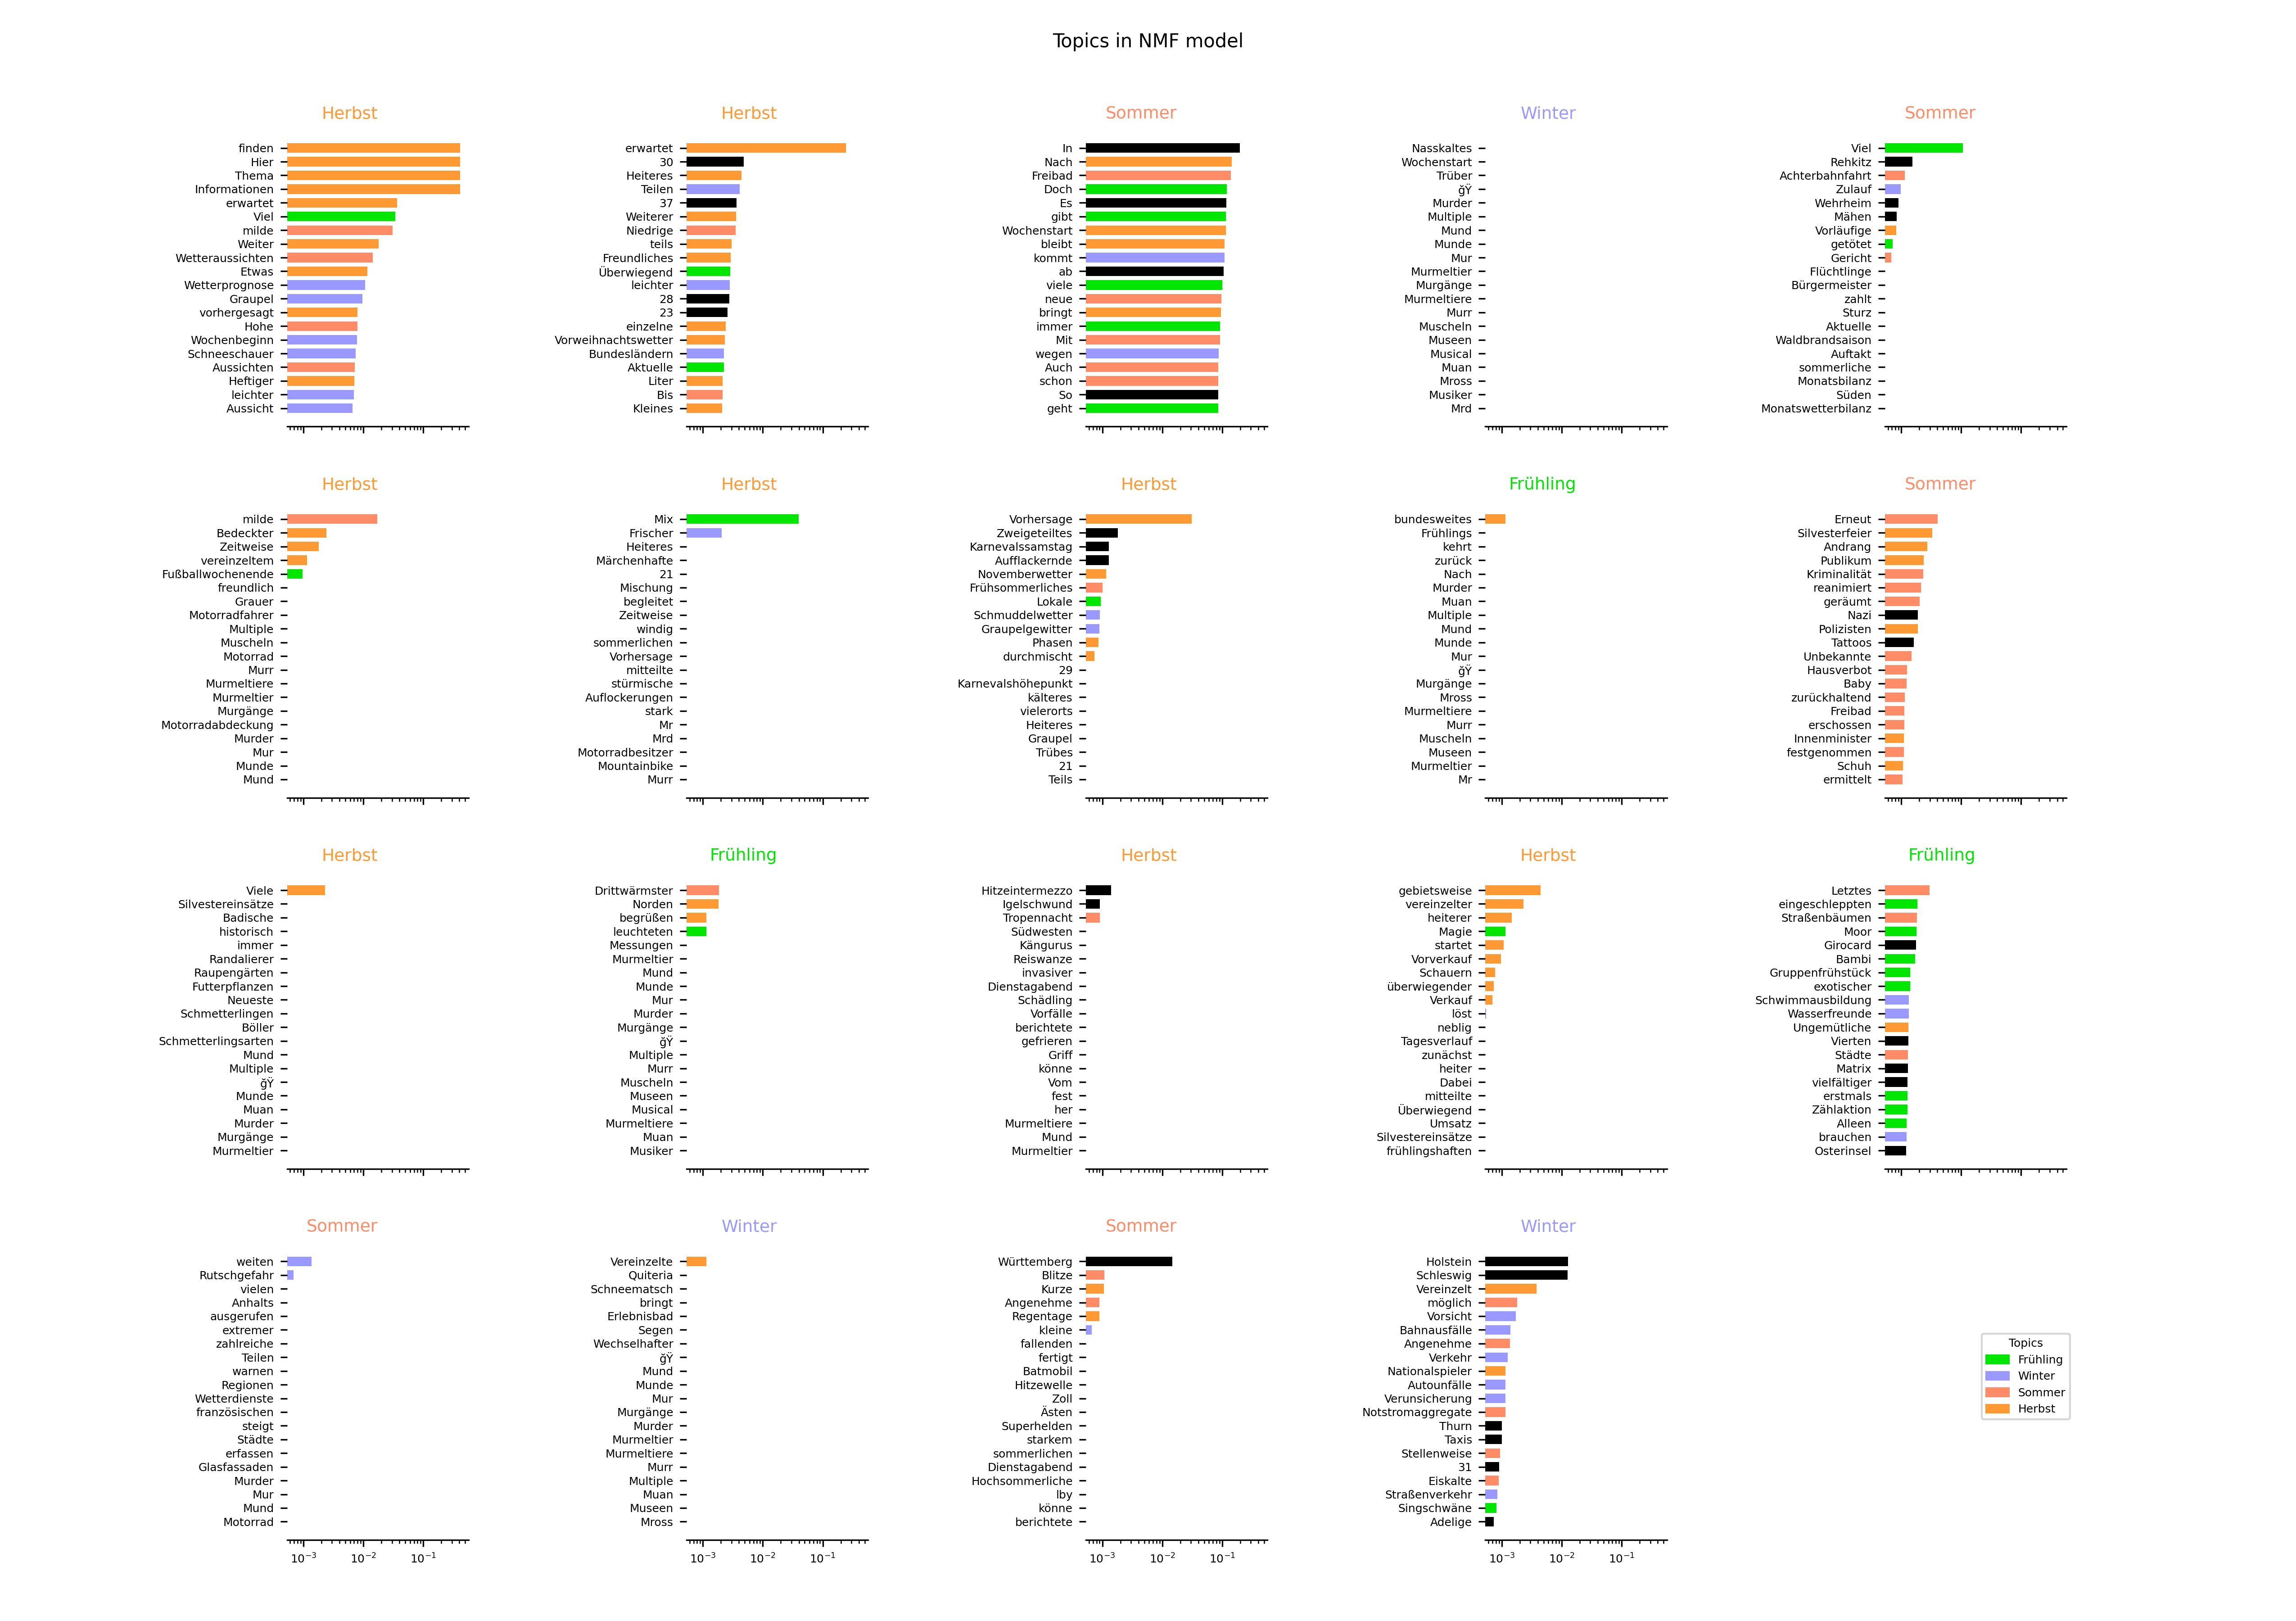 Topics in NMF model
Herbst
finden
Hier
Thema
Informationen
erwartet
Viel
milde
Weiter
Wetteraussichten
Etwas
Wetterprognose
Graupel
vorhergesagt
Hohe
Wochenbeginn
Schneeschauer
Aussichten
Heftiger
leichter
Aussicht
Herbst
erwartet
30
Heiteres
Teilen
37
Weiterer
Niedrige
teils
Freundliches
Überwiegend
leichter
28
23
einzelne
Vorweihnachtswetter
Bundesländern
Aktuelle
Liter
Bis
Kleines
Sommer
In
Nach
Freibad
Doch
Es
gibt
Wochenstart
bleibt
kommt
ab
viele
neue
bringt
immer
Mit
wegen
Auch
schon
So
geht
Winter
Nasskaltes
Wochenstart
Trüber
ğŸ
Murder
Multiple
Mund
Munde
Mur
Murmeltier
Murgänge
Murmeltiere
Murr
Muscheln
Museen
Musical
Muan
Mross
Musiker
Mrd
Sommer
Viel
Rehkitz
Achterbahnfahrt
Zulauf
Wehrheim
Mähen
Vorläufige
getötet
Gericht
Flüchtlinge
Bürgermeister
zahlt
Sturz
Aktuelle
Waldbrandsaison
Auftakt
sommerliche
Monatsbilanz
Süden
Monatswetterbilanz
Herbst
milde
Bedeckter
Zeitweise
vereinzeltem
Fußballwochenende
freundlich
Grauer
Motorradfahrer
Multiple
Muscheln
Motorrad
Murr
Murmeltiere
Murmeltier
Murgänge
Motorradabdeckung
Murder
Mur
Munde
Mund
Herbst
Mix
Frischer
Heiteres
Märchenhafte
21
Mischung
begleitet
Zeitweise
windig
sommerlichen
Vorhersage
mitteilte
stürmische
Auflockerungen
stark
Mr
Mrd
Motorradbesitzer
Mountainbike
Murr
Herbst
Vorhersage
Zweigeteiltes
Karnevalssamstag
Aufflackernde
Novemberwetter
Frühsommerliches
Lokale
Schmuddelwetter
Graupelgewitter
Phasen
durchmischt
29
Karnevalshöhepunkt
kälteres
vielerorts
Heiteres
Graupel
Trübes
21
Teils
Frühling
bundesweites
Frühlings
kehrt
zurück
Nach
Murder
Muan
Multiple
Mund
Munde
Mur
ğŸ
Murgänge
Mross
Murmeltiere
Murr
Muscheln
Museen
Murmeltier
Mr
Sommer
Erneut
Silvesterfeier
Andrang
Publikum
Kriminalität
reanimiert
geräumt
Nazi
Polizisten
Tattoos
Unbekannte
Hausverbot
Baby
zurückhaltend
Freibad
erschossen
Innenminister
festgenommen
Schuh
ermittelt
Herbst
Viele
Silvestereinsätze
Badische
historisch
immer
Randalierer
Raupengärten
Futterpflanzen
Neueste
Schmetterlingen
Böller
Schmetterlingsarten
Mund
Multiple
ğŸ
Munde
Muan
Murder
Murgänge
Murmeltier
Frühling
Drittwärmster
Norden
begrüßen
leuchteten
Messungen
Murmeltier
Mund
Munde
Mur
Murder
Murgänge
ğŸ
Multiple
Murr
Muscheln
Museen
Musical
Murmeltiere
Muan
Musiker
Herbst
Hitzeintermezzo
Igelschwund
Tropennacht
Südwesten
Kängurus
Reiswanze
invasiver
Dienstagabend
Schädling
Vorfälle
berichtete
gefrieren
Griff
könne
Vom
fest
her
Murmeltiere
Mund
Murmeltier
Herbst
gebietsweise
vereinzelter
heiterer
Magie
startet
Vorverkauf
Schauern
überwiegender
Verkauf
löst
neblig
Tagesverlauf
zunächst
heiter
Dabei
mitteilte
Überwiegend
Umsatz
Silvestereinsätze
frühlingshaften
Frühling
Letztes
eingeschleppten
Straßenbäumen
Moor
Girocard
Bambi
Gruppenfrühstück
exotischer
Schwimmausbildung
Wasserfreunde
Ungemütliche
Vierten
Städte
Matrix
vielfältiger
erstmals
Zählaktion
Alleen
brauchen
Osterinsel
Sommer
weiten
Rutschgefahr
vielen
Anhalts
ausgerufen
extremer
zahlreiche
Teilen
warnen
Regionen
Wetterdienste
französischen
steigt
Städte
erfassen
Glasfassaden
Murder
Mur
Mund
Motorrad
10⁻³ 10⁻² 10⁻¹
Winter
Vereinzelte
Quiteria
Schneematsch
bringt
Erlebnisbad
Segen
Wechselhafter
ğŸ
Mund
Munde
Mur
Murgänge
Murder
Murmeltier
Murmeltiere
Murr
Multiple
Muan
Museen
Mross
10⁻³ 10⁻² 10⁻¹
Sommer
Württemberg
Blitze
Kurze
Angenehme
Regentage
kleine
fallenden
fertigt
Batmobil
Hitzewelle
Zoll
Ästen
Superhelden
starkem
sommerlichen
Dienstagabend
Hochsommerliche
Iby
könne
berichtete
10⁻³ 10⁻² 10⁻¹
Winter
Holstein
Schleswig
Vereinzelt
möglich
Vorsicht
Bahnausfälle
Angenehme
Verkehr
Nationalspieler
Autounfälle
Verunsicherung
Notstromaggregate
Thurn
Taxis
Stellenweise
31
Eiskalte
Straßenverkehr
Singschwäne
Adelige
10⁻³ 10⁻² 10⁻¹
Topics
Frühling
Winter
Sommer
Herbst